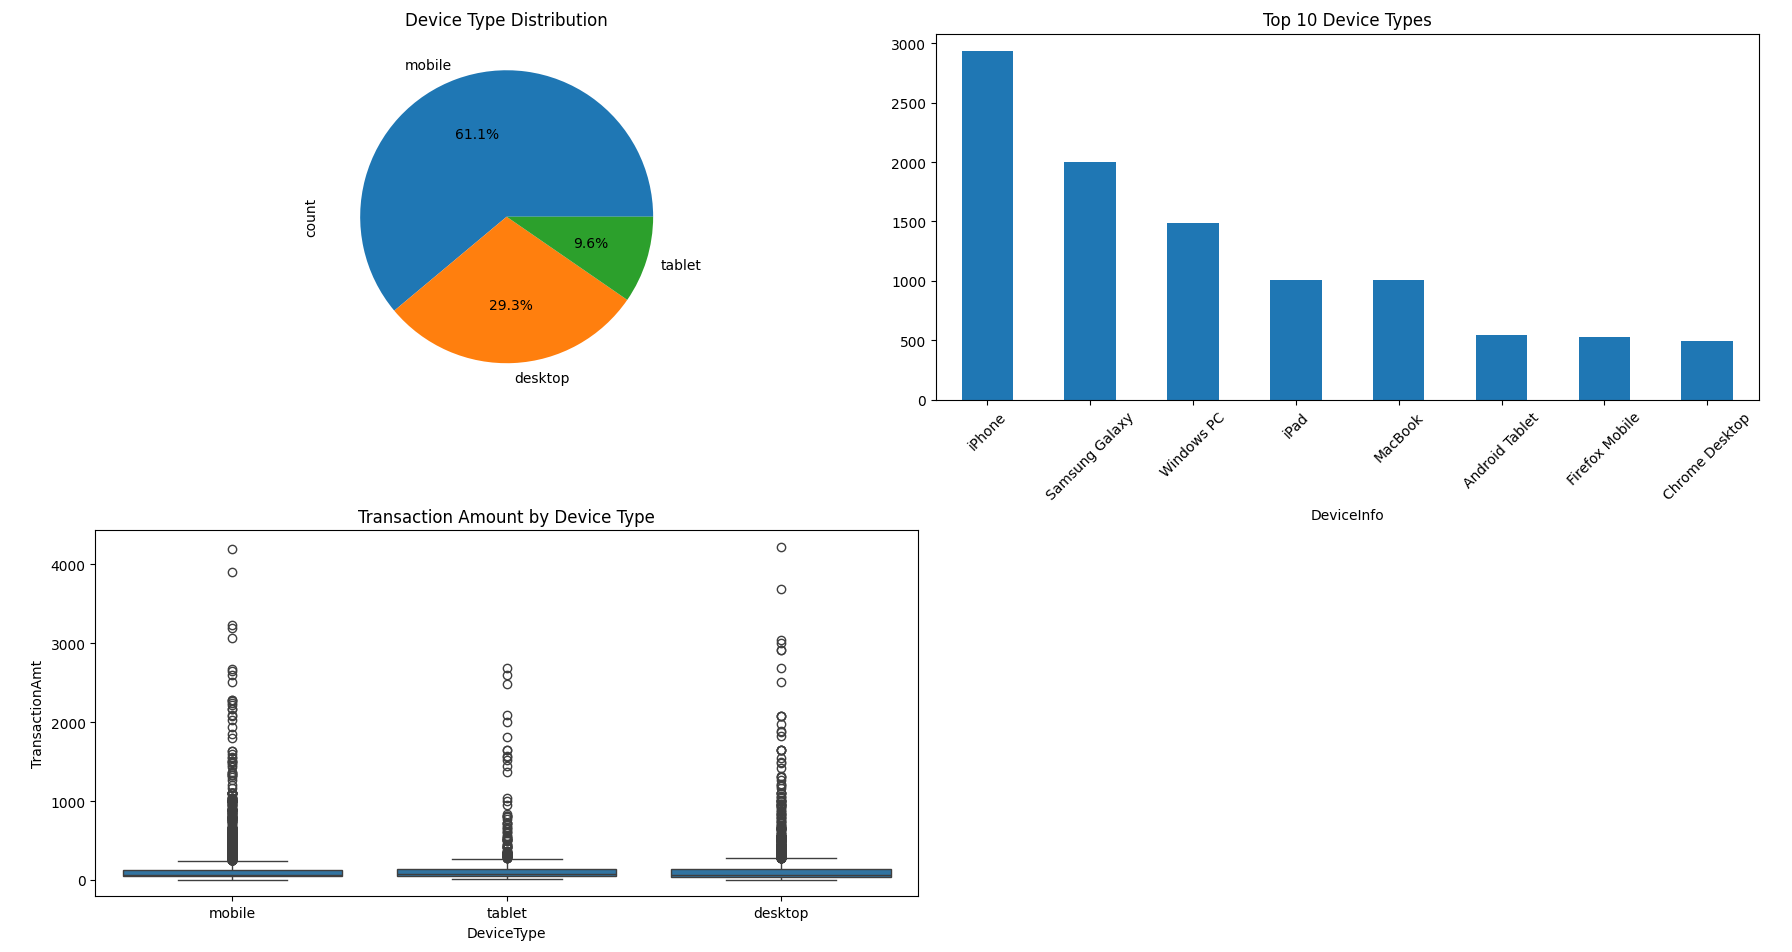 Device Type Distribution
mobile
61.1%
count
9.6%
tablet
29.3%
desktop
Top 10 Device Types
3000
2500
2000
1500
1000
500
0
iPhone
Samsung Galaxy
Windows PC
iPad
MacBook
Android Tablet
Firefox Mobile
Chrome Desktop
DeviceInfo
Transaction Amount by Device Type
TransactionAmt
4000
3000
2000
1000
0
mobile
tablet
desktop
DeviceType